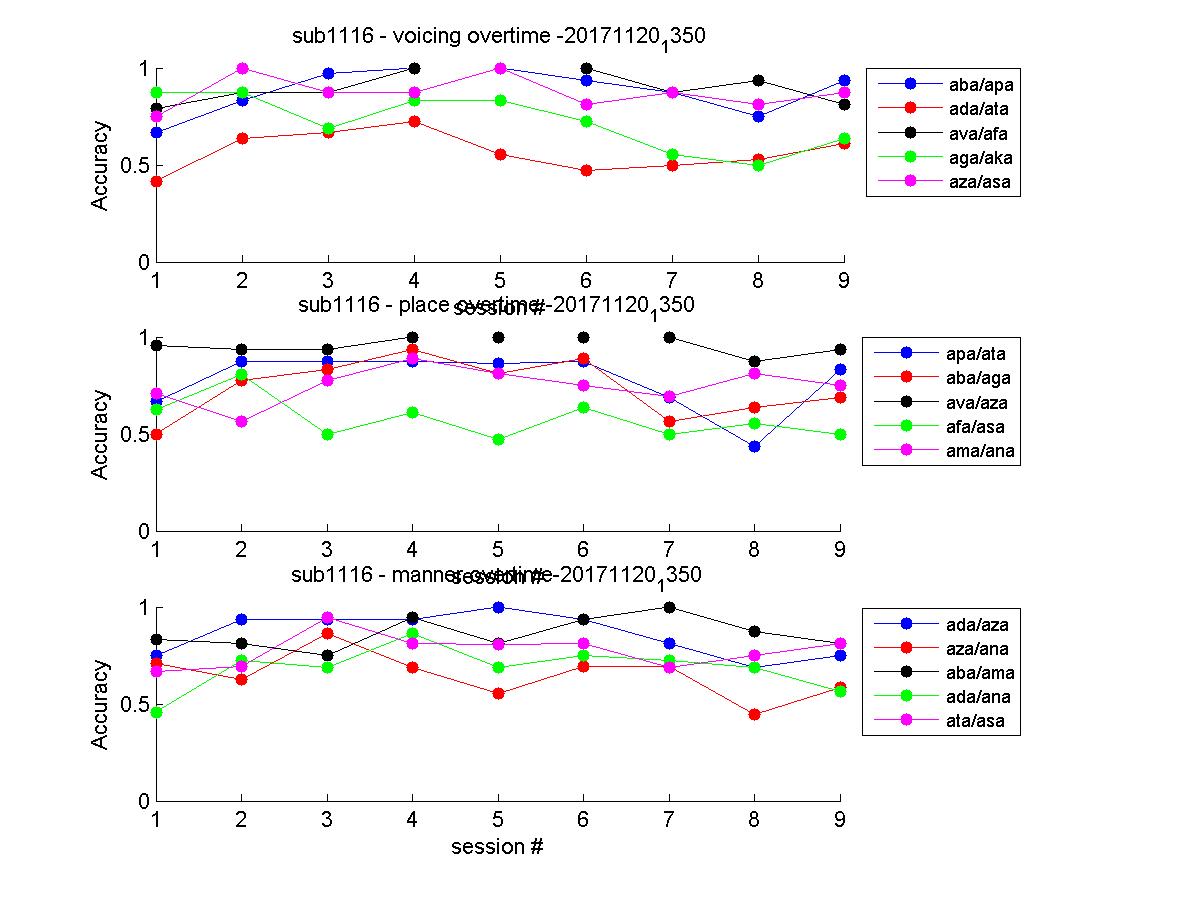 sub1116 - voicing overtime -20171120₁350
1
0.5
0
Accuracy
1 2 3 4 5 6 7 8 9
session #
aba/apa
ada/ata
ava/afa
aga/aka
aza/asa
sub1116 - place overtime -20171120₁350
1
0.5
0
Accuracy
1 2 3 4 5 6 7 8 9
session #
apa/ata
aba/aga
ava/aza
afa/asa
ama/ana
sub1116 - manner overtime -20171120₁350
1
0.5
0
Accuracy
1 2 3 4 5 6 7 8 9
session #
ada/aza
aza/ana
aba/ama
ada/ana
ata/asa